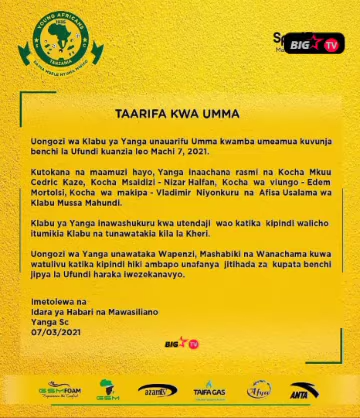 YOUNG AFRICANS
TANZANIA
BIG TV
TAARIFA KWA UMMA
Uongozi wa Klabu ya Yanga unauarifu Umma kwamba umeamua kuvunja
benchi la Ufundi kuanzia leo Machi 7, 2021.
Kutokana na maamuzi hayo, Yanga inaachana rasmi na Kocha Mkuu
Cedric Kaze, Kocha Msaidizi - Nizar Halfan, Kocha wa viungo - Edem
Mortotsi, Kocha wa makipa - Vladimir Niyonkuru na Afisa Usalama wa
Klabu Mussa Mahundi.
Klabu ya Yanga inawashukuru kwa utendaji wao katika kipindi walicho
itumikia Klabu na tunawatakia kila la Kheri.
Uongozi wa Yanga unawataka Wapenzi, Mashabiki na Wanachama kuwa
watulivu katika kipindi hiki ambapo unafanya jitihada za kupata benchi
jipya la Ufundi haraka iwezekanavyo.
Imetolewa na
Idara ya Habari na Mawasiliano
Yanga Sc
07/03/2021
BIG TV
GSM FOAM
GSM
azamtv
TAIFA GAS
Afya
ANTA